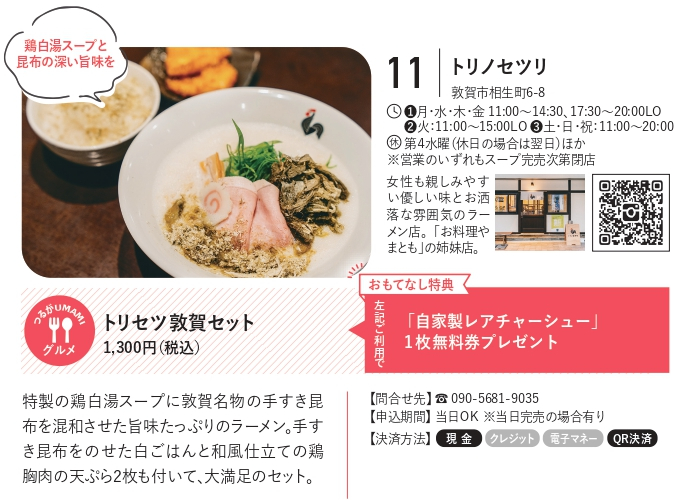 鶏白湯スープと
昆布の深い旨味を
11
トリノセツリ
敦賀市相生町6-8
❶月・水・木・金 11:00〜14:30、17:30〜20:00LO
❷火：11:00〜15:00LO ❸土・日・祝：11:00〜20:00
休 第4水曜（休日の場合は翌日）ほか
※営業のいずれもスープ完売次第閉店
女性も親しみやす
い優しい味とお洒
落な雰囲気のラー
メン店。「お料理や
まとも」の姉妹店。
つるがUMAMI
グルメ
トリセツ敦賀セット
1,300円（税込）
おもてなし特典
左記ご利用で
「自家製レアチャーシュー」
1枚無料券プレゼント
特製の鶏白湯スープに敦賀名物の手すき昆
布を混和させた旨味たっぷりのラーメン。手す
き昆布をのせた白ごはんと和風仕立ての鶏
胸肉の天ぷら2枚も付いて、大満足のセット。
【問合せ先】☎ 090-5681-9035
【申込期間】当日OK ※当日完売の場合有り
【決済方法】現金 クレジット 電子マネー QR決済